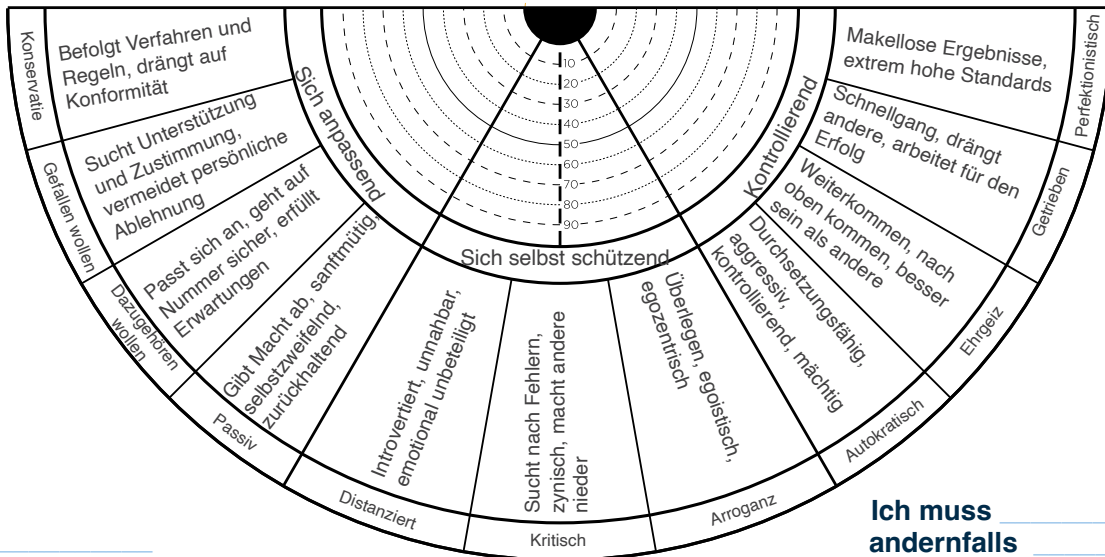 Konservatie
Befolgt Verfahren und
Regeln, drängt auf
Konformität
Gefallen wollen
Sucht Unterstützung
und Zustimmung,
vermeidet persönliche
Ablehnung
Dazugehören
wollen
Passt sich an, geht auf
Nummer sicher, erfüllt
Erwartungen
Passiv
Gibt Macht ab, sanftmütig,
selbstzweifelnd,
zurückhaltend
Sich anpassend
Distanziert
Introvertiert, unnahbar,
emotional unbeteiligt
Kritisch
Sucht nach Fehlern,
zynisch, macht andere
nieder
Arroganz
Überlegen, egoistisch,
egozentrisch
Sich selbst schützend
10
20
30
40
50
60
70
80
90
Kontrollierend
Autokratisch
Durchsetzungsfähig,
aggressiv,
kontrollierend, mächtig
Ehrgeiz
Weiterkommen, nach
oben kommen, besser
sein als andere
Getrieben
Schnellgang, drängt
andere, arbeitet für den
Erfolg
Perfektionistisch
Makellose Ergebnisse,
extrem hohe Standards
Ich muss
andernfalls